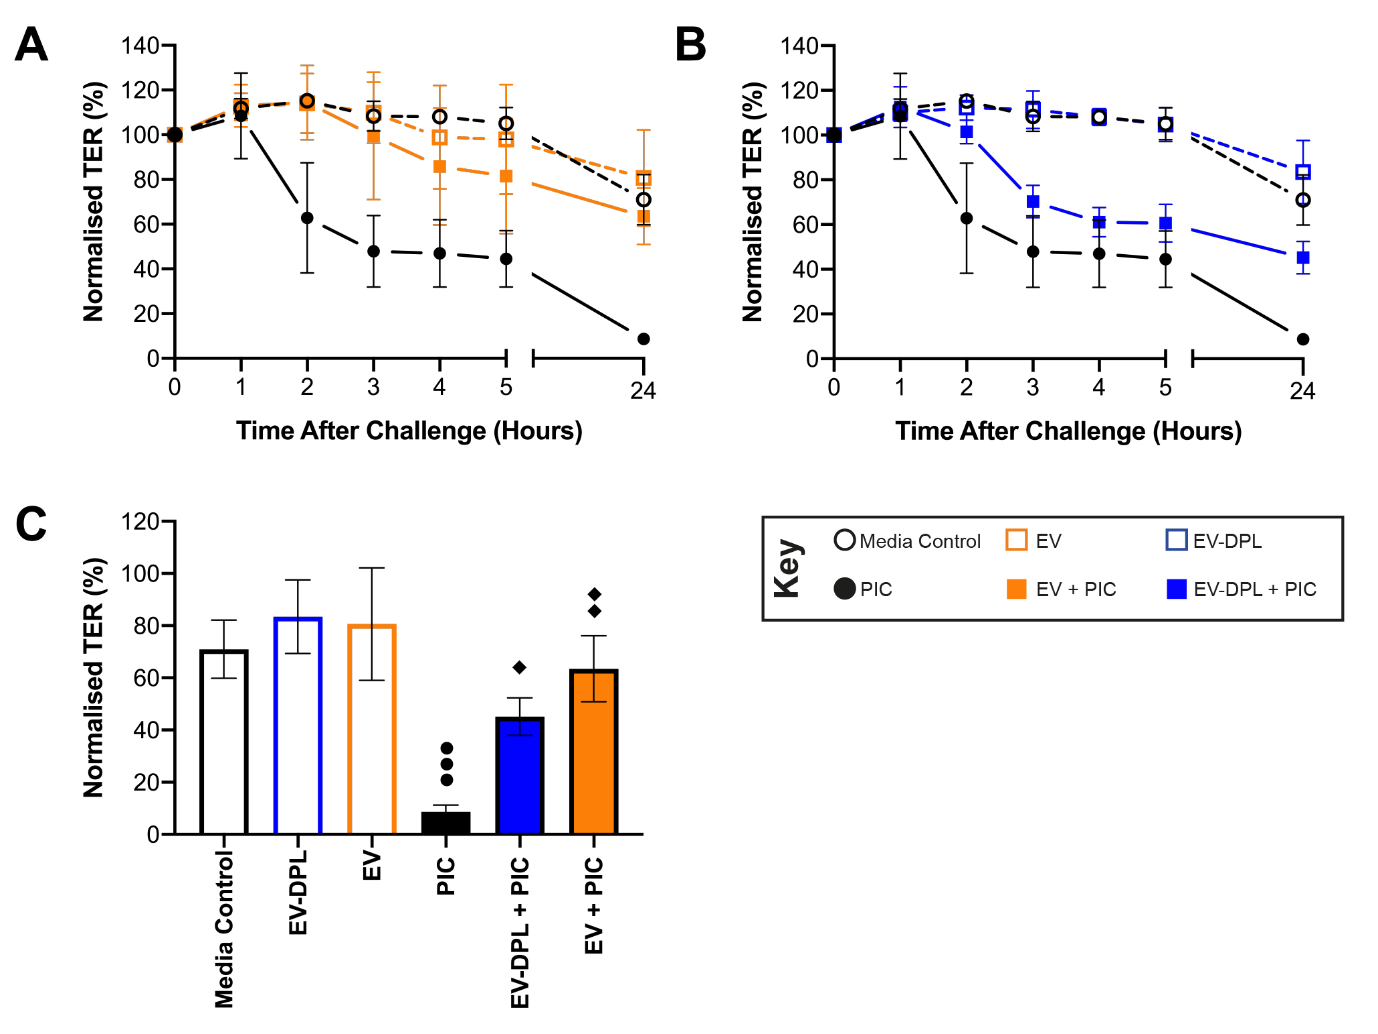 A
Normalised TER (%)
140
120
100
80
60
40
20
0
0 1 2 3 4 5 24
Time After Challenge (Hours)
B
Normalised TER (%)
140
120
100
80
60
40
20
0
0 1 2 3 4 5 24
Time After Challenge (Hours)
C
Normalised TER (%)
120
100
80
60
40
20
0
Media Control
EV-DPL
EV
PIC
EV-DPL + PIC
EV + PIC
Key
Media Control EV EV-DPL
PIC EV + PIC EV-DPL + PIC